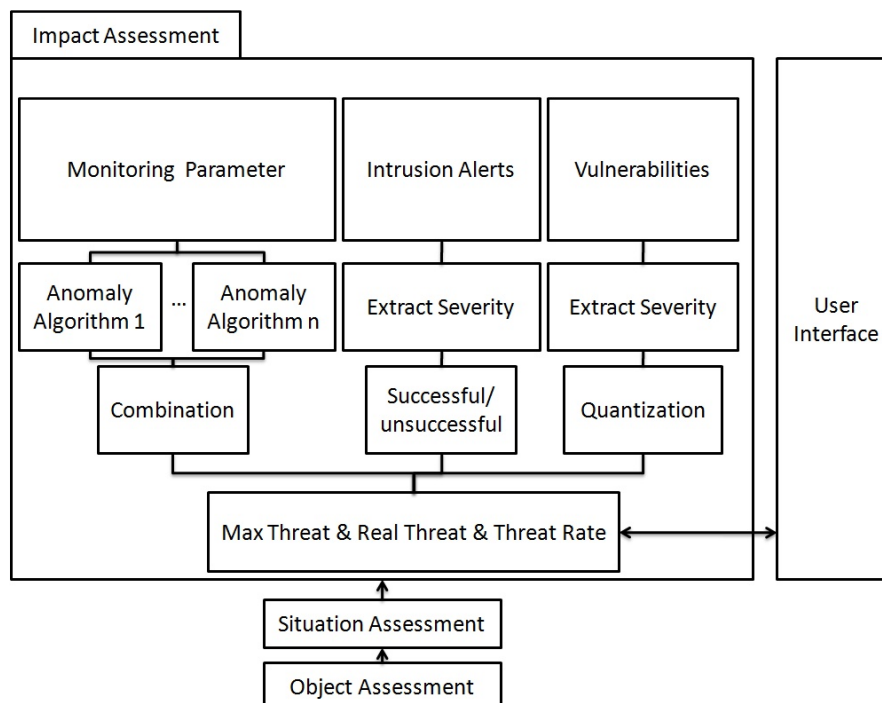 Impact Assessment
Monitoring Parameter
Intrusion Alerts
Vulnerabilities
Anomaly
Algorithm 1
...
Anomaly
Algorithm n
Extract Severity
Extract Severity
User
Interface
Combination
Successful/
unsuccessful
Quantization
Max Threat & Real Threat & Threat Rate
Situation Assessment
Object Assessment